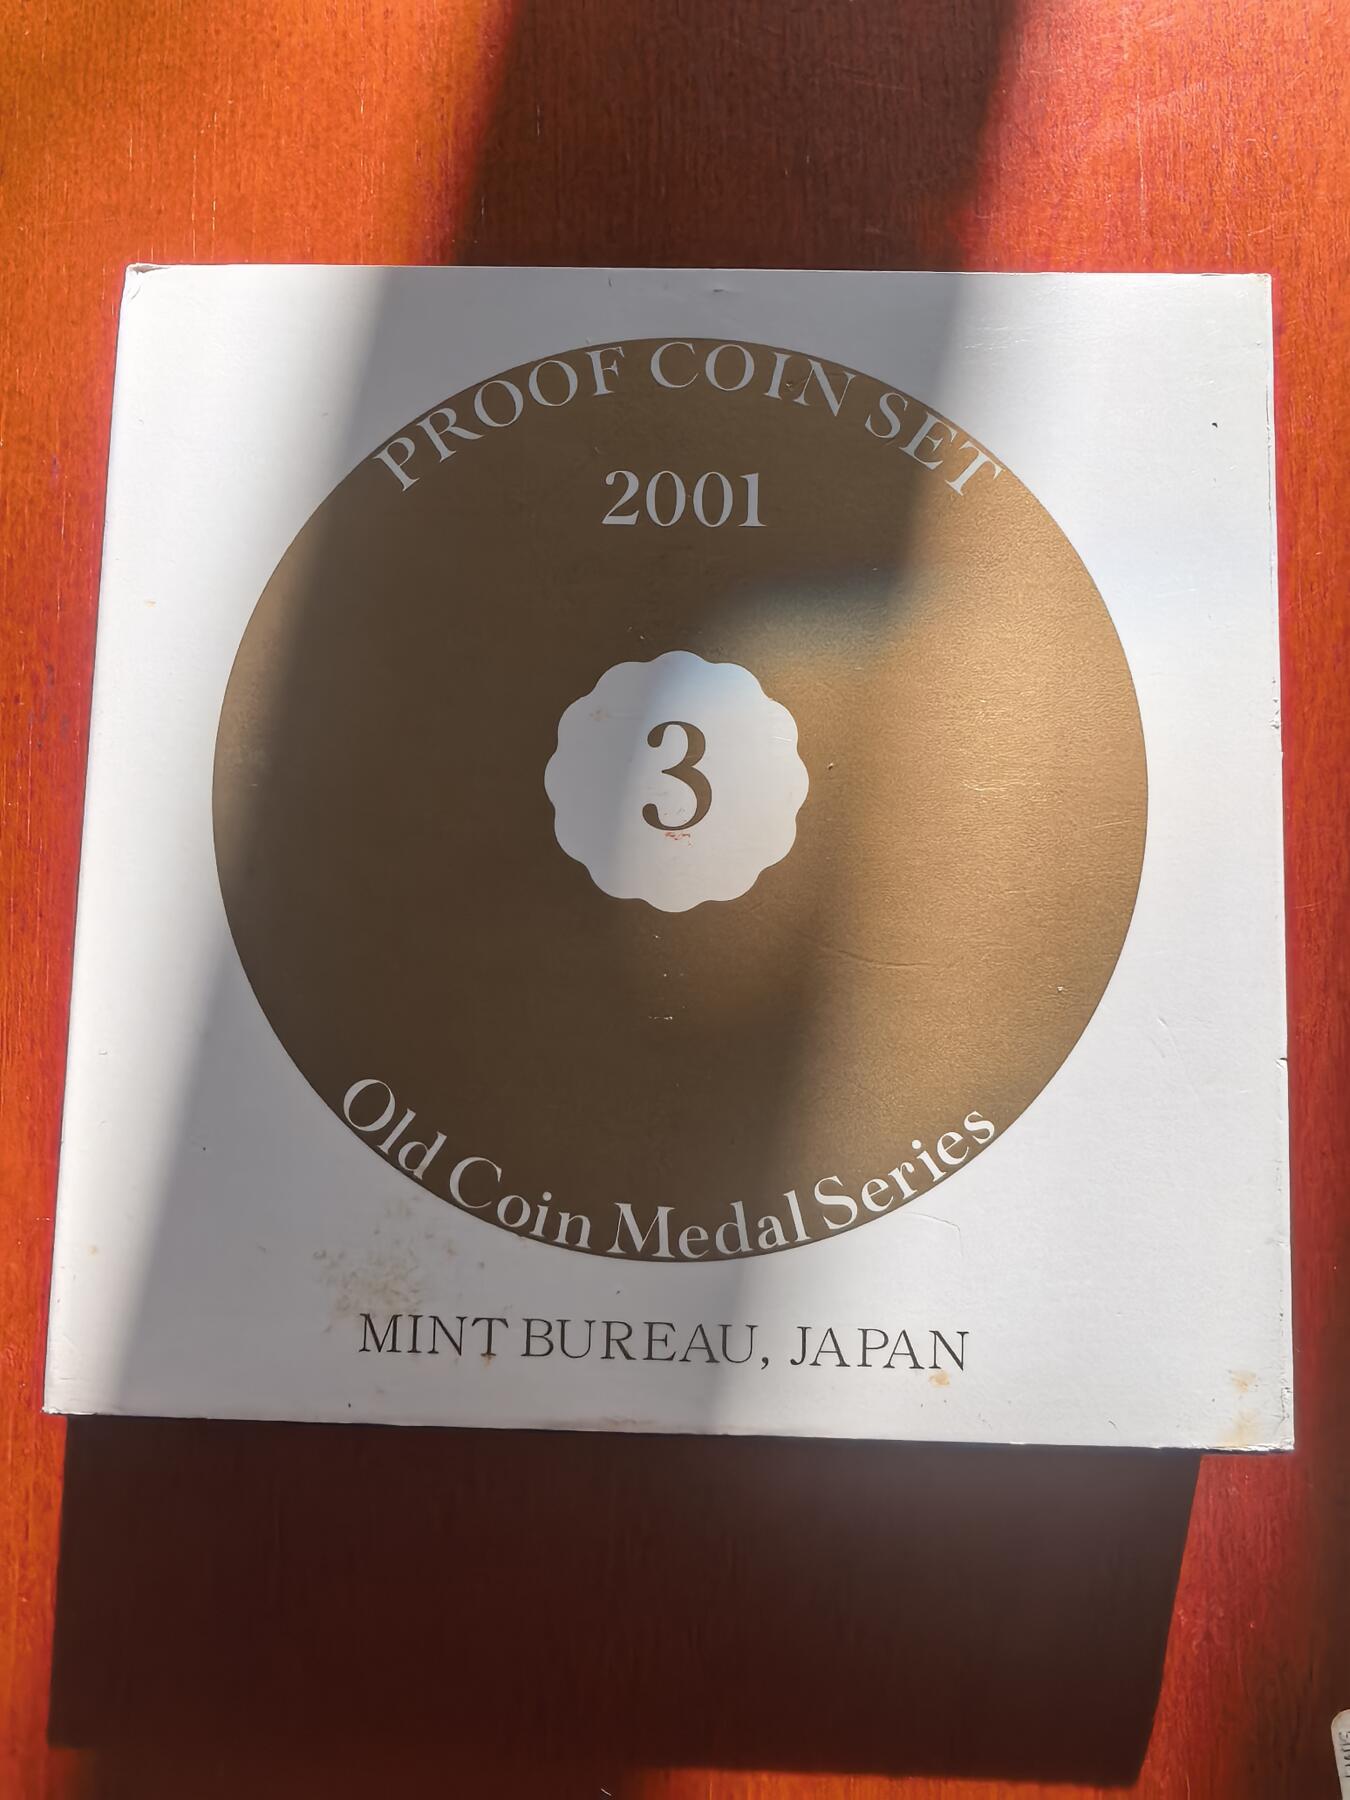 PROOF COIN SET
2001
3
Old Coin Medal Series
MINT BUREAU, JAPAN